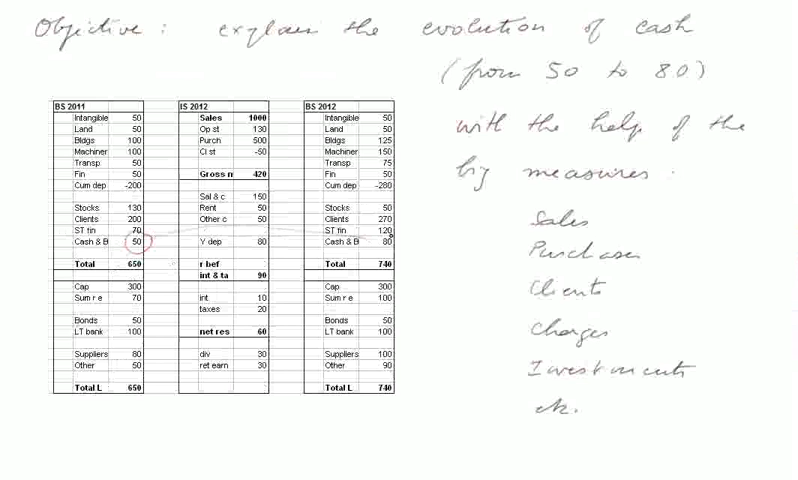 Objective : explain the evolution of cash
(from 50 to 80)
with the help of the
big measures :
Sales
Purchases
Clients
Charges
Investments
etc.
BS 2011 IS 2012 BS 2012
Intangible 50 Sales 1000 Intangible 50
Land 50 Op st 130 Land 50
Bldgs 100 Purch 500 Bldgs 125
Machiner 100 Cl st -50 Machiner 150
Transp 50 Transp 75
Fin 50 Gross m 420 Fin 50
Cum dep -200 Cum dep -280
Sal & c 150
Stocks 130 Rent 50 Stocks 50
Clients 200 Other c 50 Clients 270
ST fin 70 ST fin 120
Cash & B 50 Y dep 80 Cash & B 80
Total 650 r bef Total 740
int & ta 90
Cap 300 Cap 300
Sum r e 70 int 10 Sum r e 100
taxes 20
Bonds 50 Bonds 50
LT bank 100 net res 60 LT bank 100
Suppliers 80 div 30 Suppliers 100
Other 50 ret earn 30 Other 90
Total L 650 Total L 740